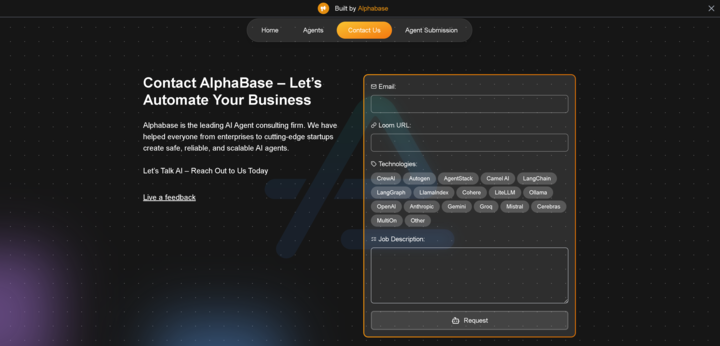 Built by Alphabase
Home Agents Contact Us Agent Submission
Contact AlphaBase – Let's
Automate Your Business
Alphabase is the leading AI Agent consulting firm. We have
helped everyone from enterprises to cutting-edge startups
create safe, reliable, and scalable AI agents.
Let's Talk AI – Reach Out to Us Today
Live a feedback
Email:
Loom URL:
Technologies:
CrewAI Autogen AgentStack Camel AI LangChain
LangGraph LlamaIndex Cohere LiteLLM Ollama
OpenAI Anthropic Gemini Groq Mistral Cerebras
MultiOn Other
Job Description:
Request